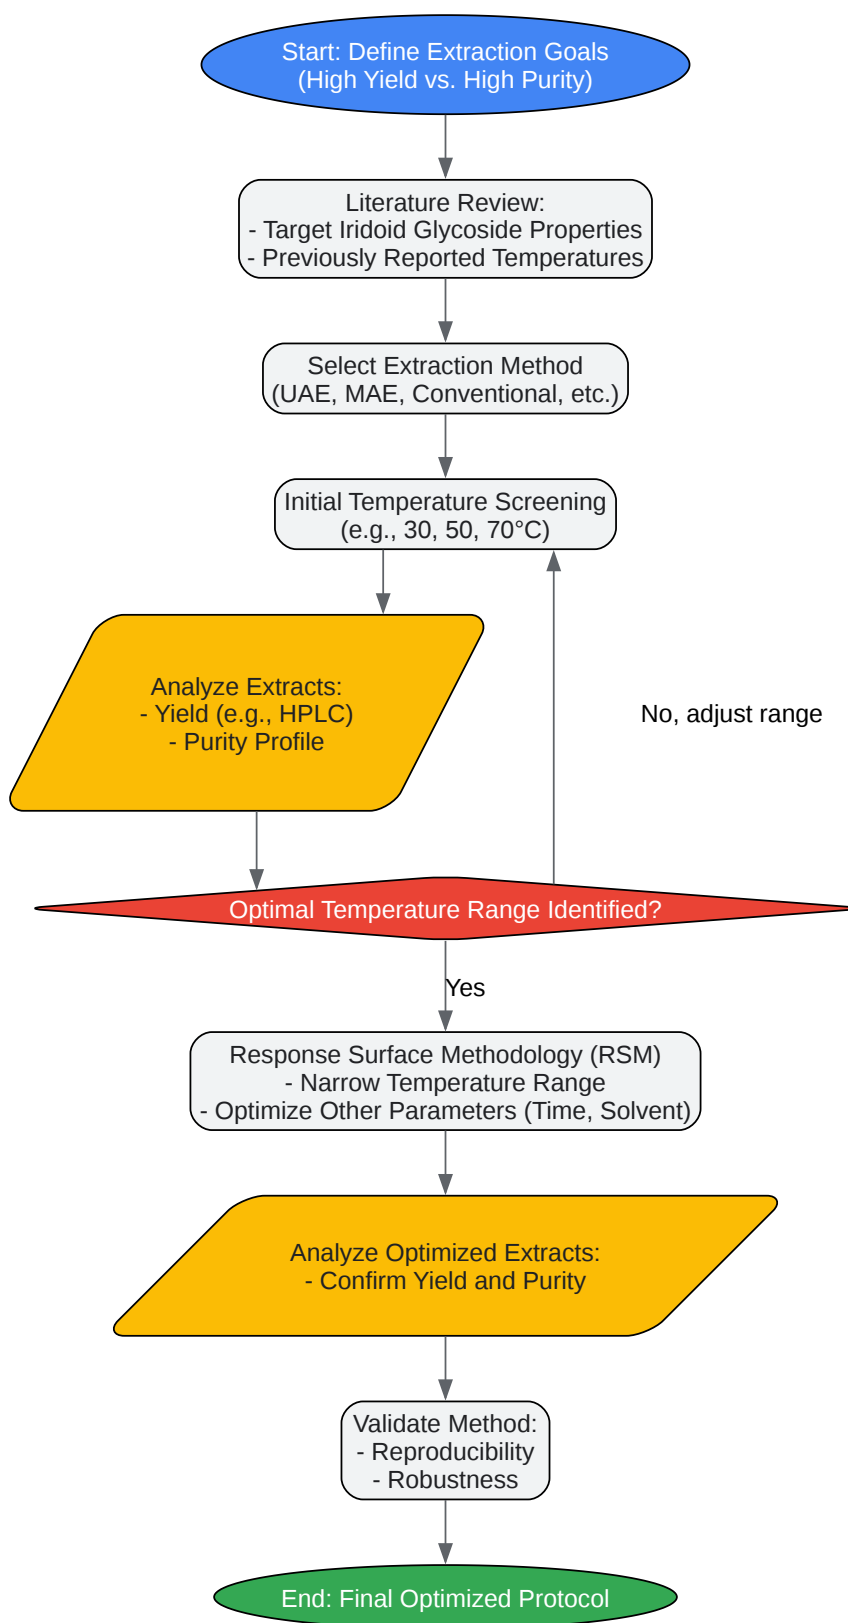 Start: Define Extraction Goals
(High Yield vs. High Purity)
Literature Review:
- Target Iridoid Glycoside Properties
- Previously Reported Temperatures
Select Extraction Method
(UAE, MAE, Conventional, etc.)
Initial Temperature Screening
(e.g., 30, 50, 70°C)
Analyze Extracts:
- Yield (e.g., HPLC)
- Purity Profile
No, adjust range
Optimal Temperature Range Identified?
Yes
Response Surface Methodology (RSM)
- Narrow Temperature Range
- Optimize Other Parameters (Time, Solvent)
Analyze Optimized Extracts:
- Confirm Yield and Purity
Validate Method:
- Reproducibility
- Robustness
End: Final Optimized Protocol